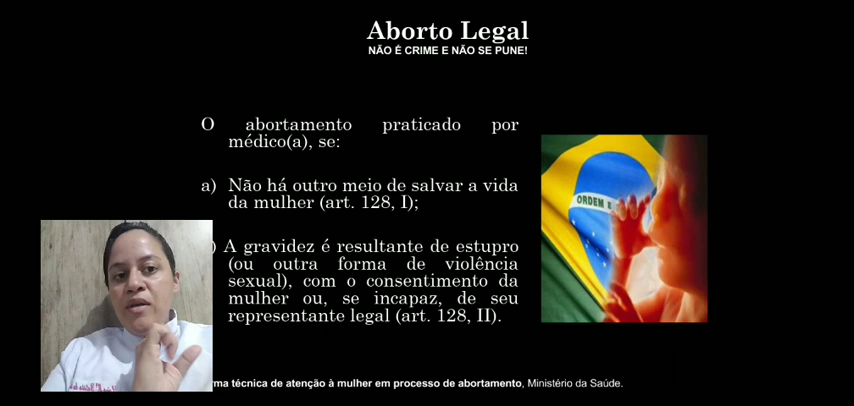 Aborto Legal
NÃO É CRIME E NÃO SE PUNE!
O abortamento praticado por
médico(a), se:
a) Não há outro meio de salvar a vida
da mulher (art. 128, I);
) A gravidez é resultante de estupro
(ou outra forma de violência
sexual), com o consentimento da
mulher ou, se incapaz, de seu
representante legal (art. 128, II).
ORDEM E
técnica de atenção à mulher em processo de abortamento, Ministério da Saúde.